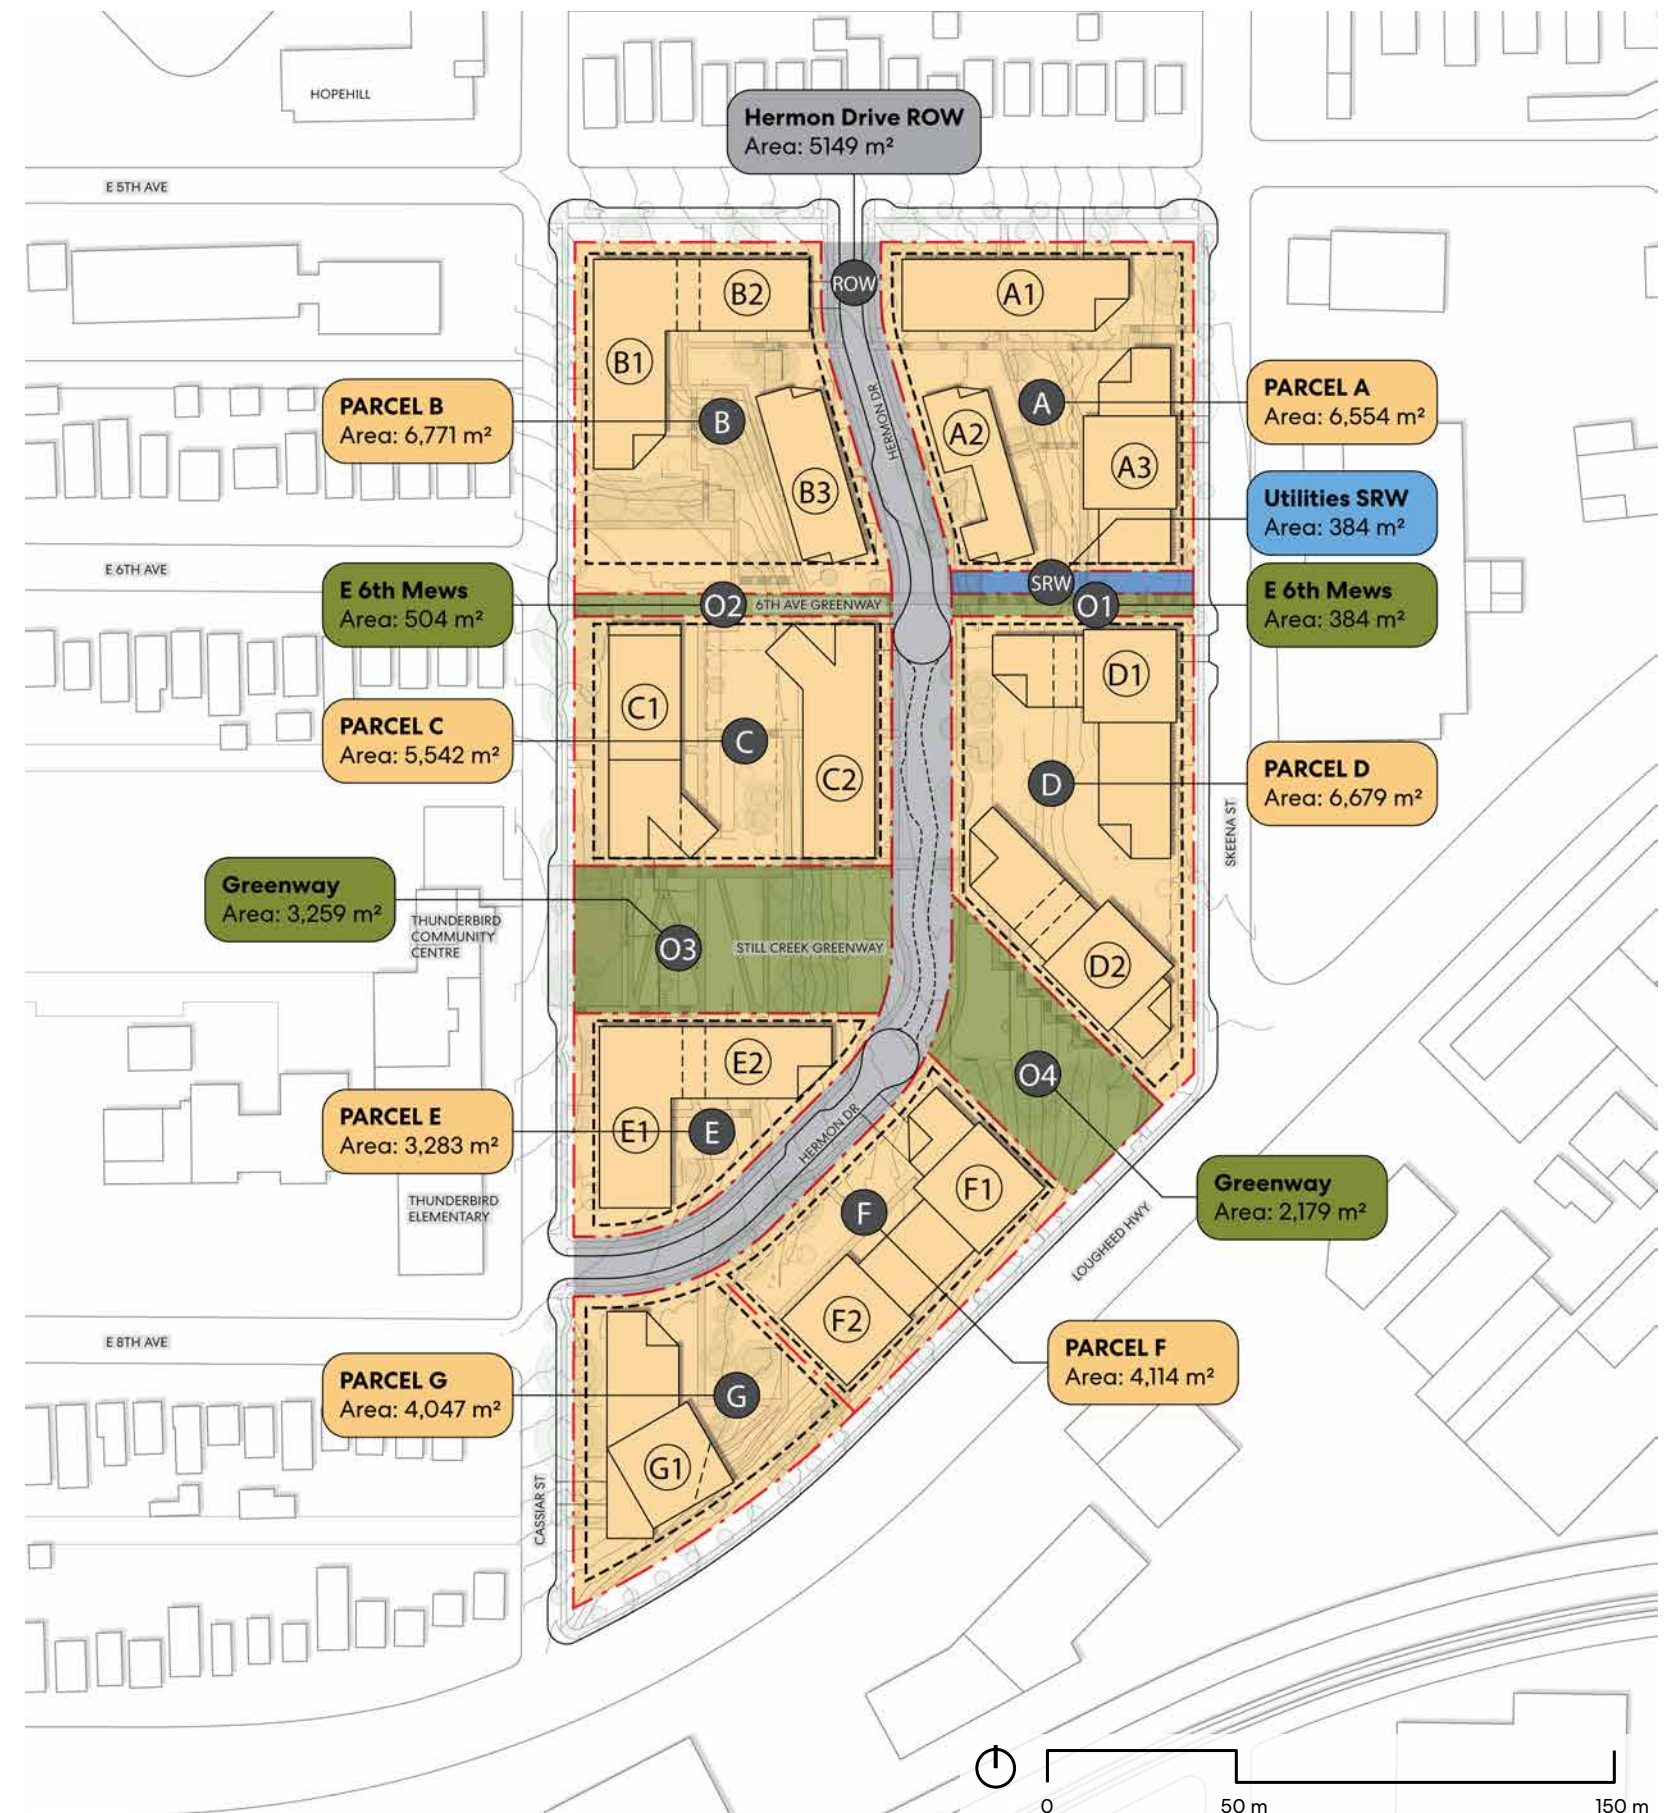 HOPEHILL
Hermon Drive ROW
Area: 5149 m²
E 5TH AVE
B2
ROW
A1
B1
HERMON DR
PARCEL B
Area: 6,771 m²
B
A2
A
PARCEL A
Area: 6,554 m²
A3
B3
Utilities SRW
Area: 384 m²
E 6TH AVE
SRW
E 6th Mews
Area: 504 m²
O2
6TH AVE GREENWAY
O1
E 6th Mews
Area: 384 m²
C1
D1
PARCEL C
Area: 5,542 m²
C
C2
D
PARCEL D
Area: 6,679 m²
SKEENA ST
Greenway
Area: 3,259 m²
THUNDERBIRD
COMMUNITY
CENTRE
O3
STILL CREEK GREENWAY
D2
E2
O4
PARCEL E
Area: 3,283 m²
E1
E
HERMON DR
THUNDERBIRD
ELEMENTARY
F
F1
Greenway
Area: 2,179 m²
LOUGHEED HWY
F2
E 8TH AVE
PARCEL F
Area: 4,114 m²
PARCEL G
Area: 4,047 m²
G
G1
CASSIAR ST
0
50 m
150 m